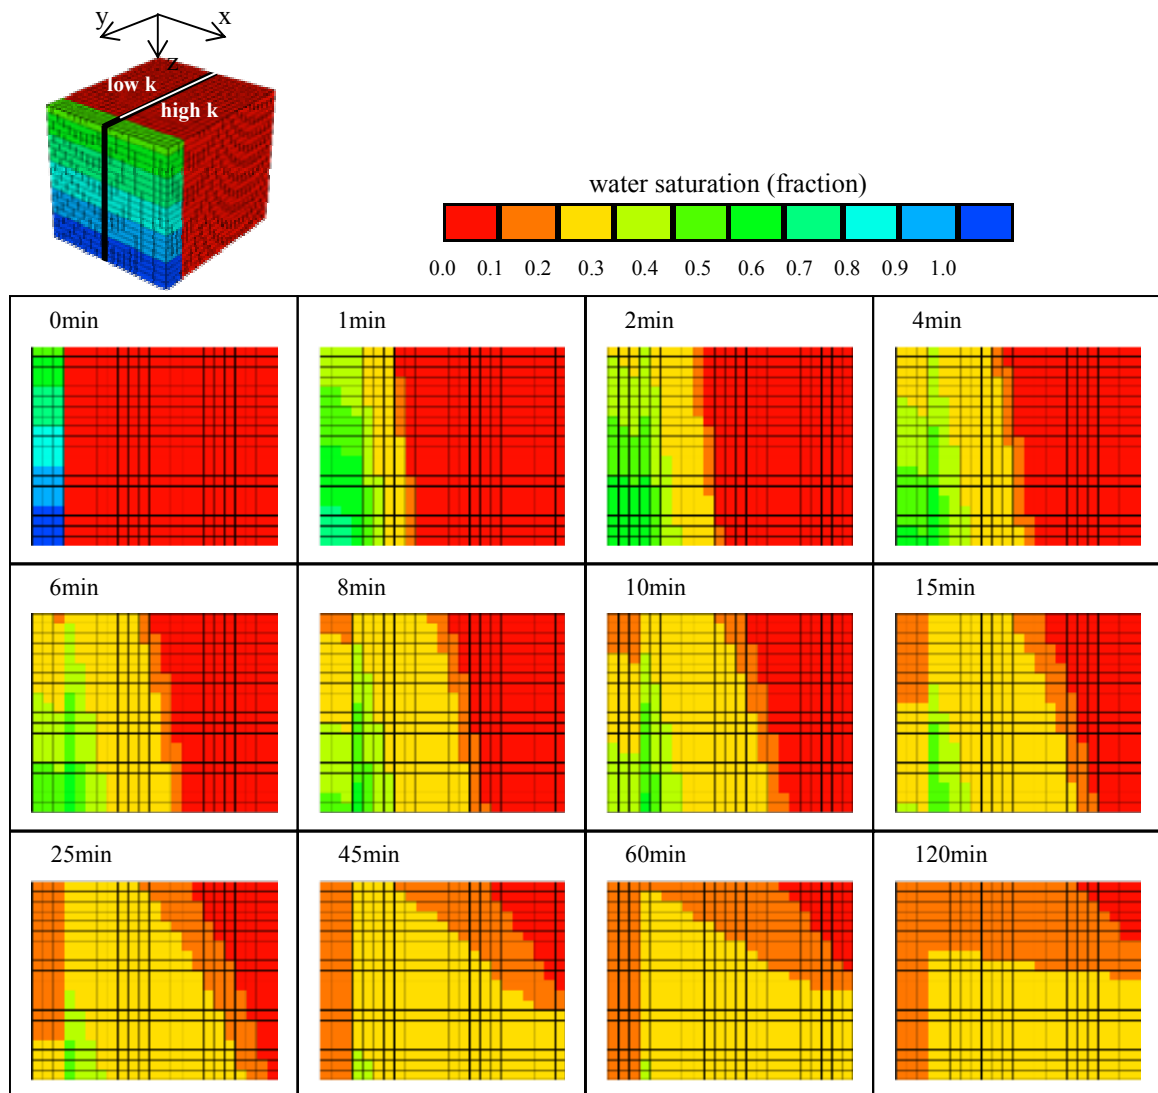 y x
z
low k
high k
water saturation (fraction)
0.0 0.1 0.2 0.3 0.4 0.5 0.6 0.7 0.8 0.9 1.0
0min 1min 2min 4min
6min 8min 10min 15min
25min 45min 60min 120min